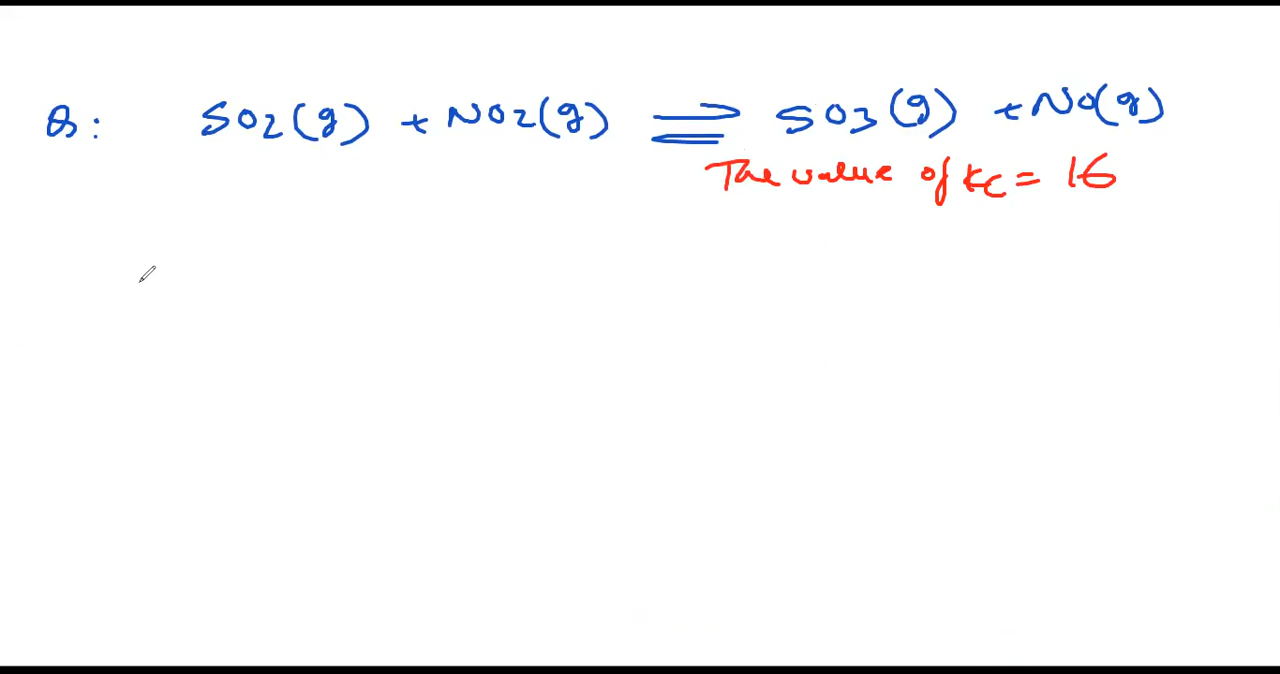 Q: SO2(g) + NO2(g) ⇌ SO3(g) + NO(g)
The value of Kc = 16